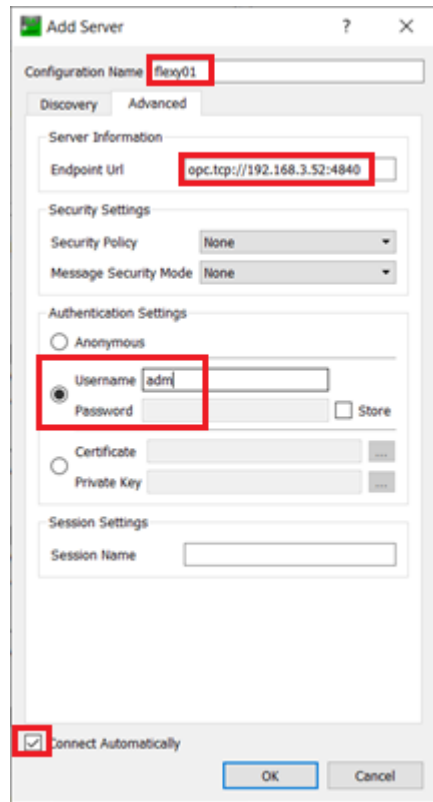 Add Server ? ×
Configuration Name flexy01
Discovery Advanced
Server Information
Endpoint Url opc.tcp://192.168.3.52:4840
Security Settings
Security Policy None
Message Security Mode None
Authentication Settings
Anonymous
Username adm
Password Store
Certificate ...
Private Key ...
Session Settings
Session Name
Connect Automatically
OK Cancel